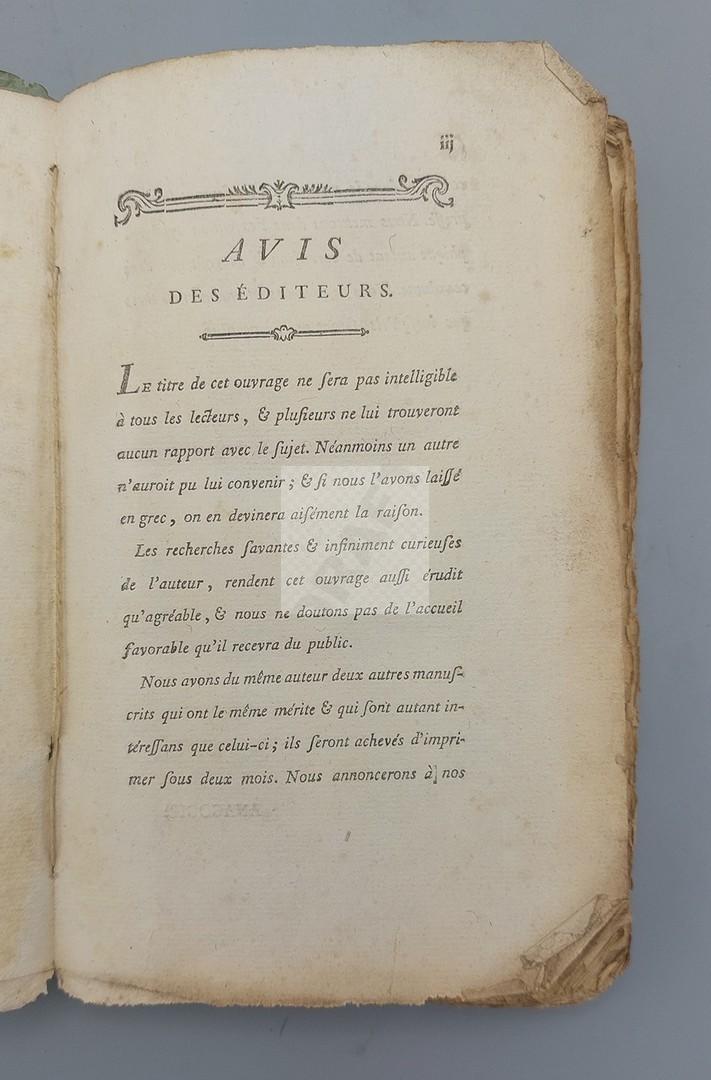 iij
AVIS
DES ÉDITEURS.
LE titre de cet ouvrage ne ſera pas intelligible
à tous les lecteurs, & pluſieurs ne lui trouveront
aucun rapport avec le ſujet. Néanmoins un autre
n'auroit pu lui convenir ; & ſi nous l'avons laiſſé
en grec, on en devinera aiſément la raiſon.
Les recherches ſavantes & infiniment curieuſes
de l'auteur, rendent cet ouvrage auſſi érudit
qu'agréable, & nous ne doutons pas de l'accueil
favorable qu'il recevra du public.
Nous avons du même auteur deux autres manuſ-
crits qui ont le même mérite & qui ſont autant in-
téreſſans que celui-ci ; ils ſeront achevés d'impri-
mer ſous deux mois. Nous annoncerons à nos